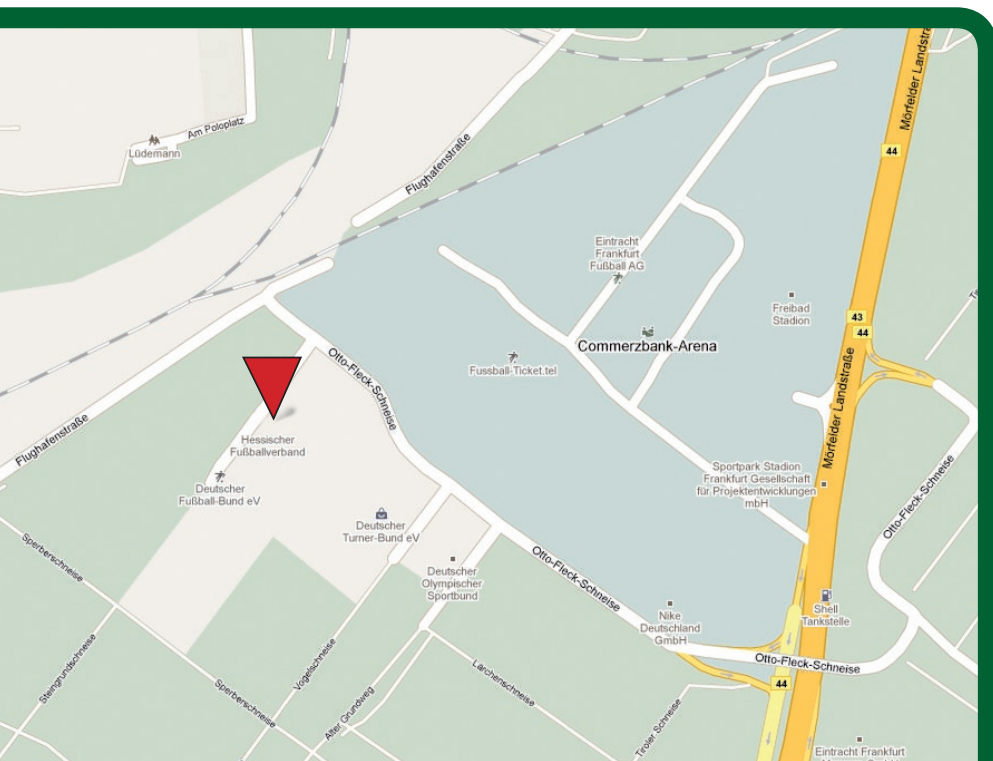 Mörfelder Landstra
Am Poloplatz
Lüdemann
44
Flughafenstraße
Eintracht
Frankfurt
Fußball AG
Freibad
Stadion
43
44
Commerzbank-Arena
Fussball-Ticket.tel
Otto-Fleck-Schneise
Mörfelder Landstraße
Flughafenstraße
Hessischer
Fußballverband
Deutscher
Fußball-Bund eV
Sportpark Stadion
Frankfurt Gesellschaft
für Projektentwicklungen
mbH
Otto-Fleck-Schneise
Deutscher
Turner-Bund eV
Sperberschneise
Deutscher
Olympischer
Sportbund
Otto-Fleck-Schneise
Nike
Deutschland
GmbH
Shell
Tankstelle
Otto-Fleck-Schneise
Steingrundschneise
Vogelschneise
Sperberschneise
Alter Grundweg
Lärchenschneise
44
Tiroler Schneise
Eintracht Frankfurt